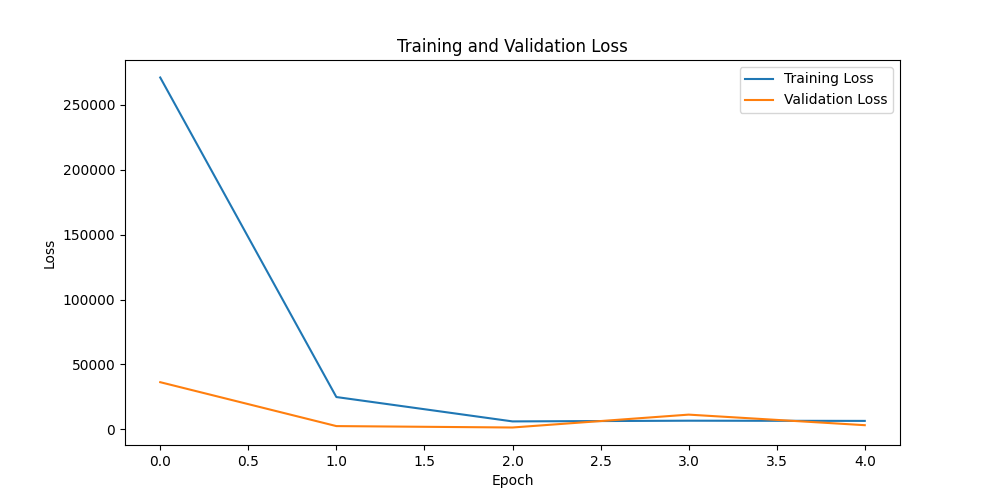 Training and Validation Loss
Training Loss
Validation Loss
250000
200000
150000
100000
50000
0
Loss
0.0 0.5 1.0 1.5 2.0 2.5 3.0 3.5 4.0
Epoch